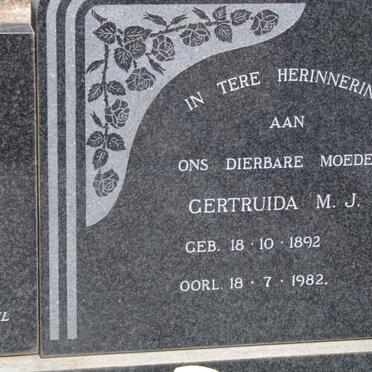 IN TERE HERINNERIN
AAN
ONS DIERBARE MOEDE
GERTRUIDA M. J.
GEB. 18 · 10 · 1892
OORL. 18 · 7 · 1982.